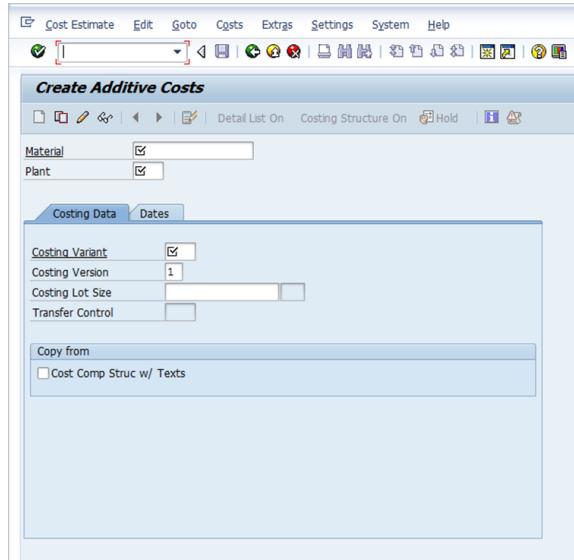 Cost Estimate Edit Goto Costs Extras Settings System Help
Create Additive Costs
Detail List On Costing Structure On Hold
Material
Plant
Costing Data Dates
Costing Variant
Costing Version 1
Costing Lot Size
Transfer Control
Copy from
Cost Comp Struc w/ Texts